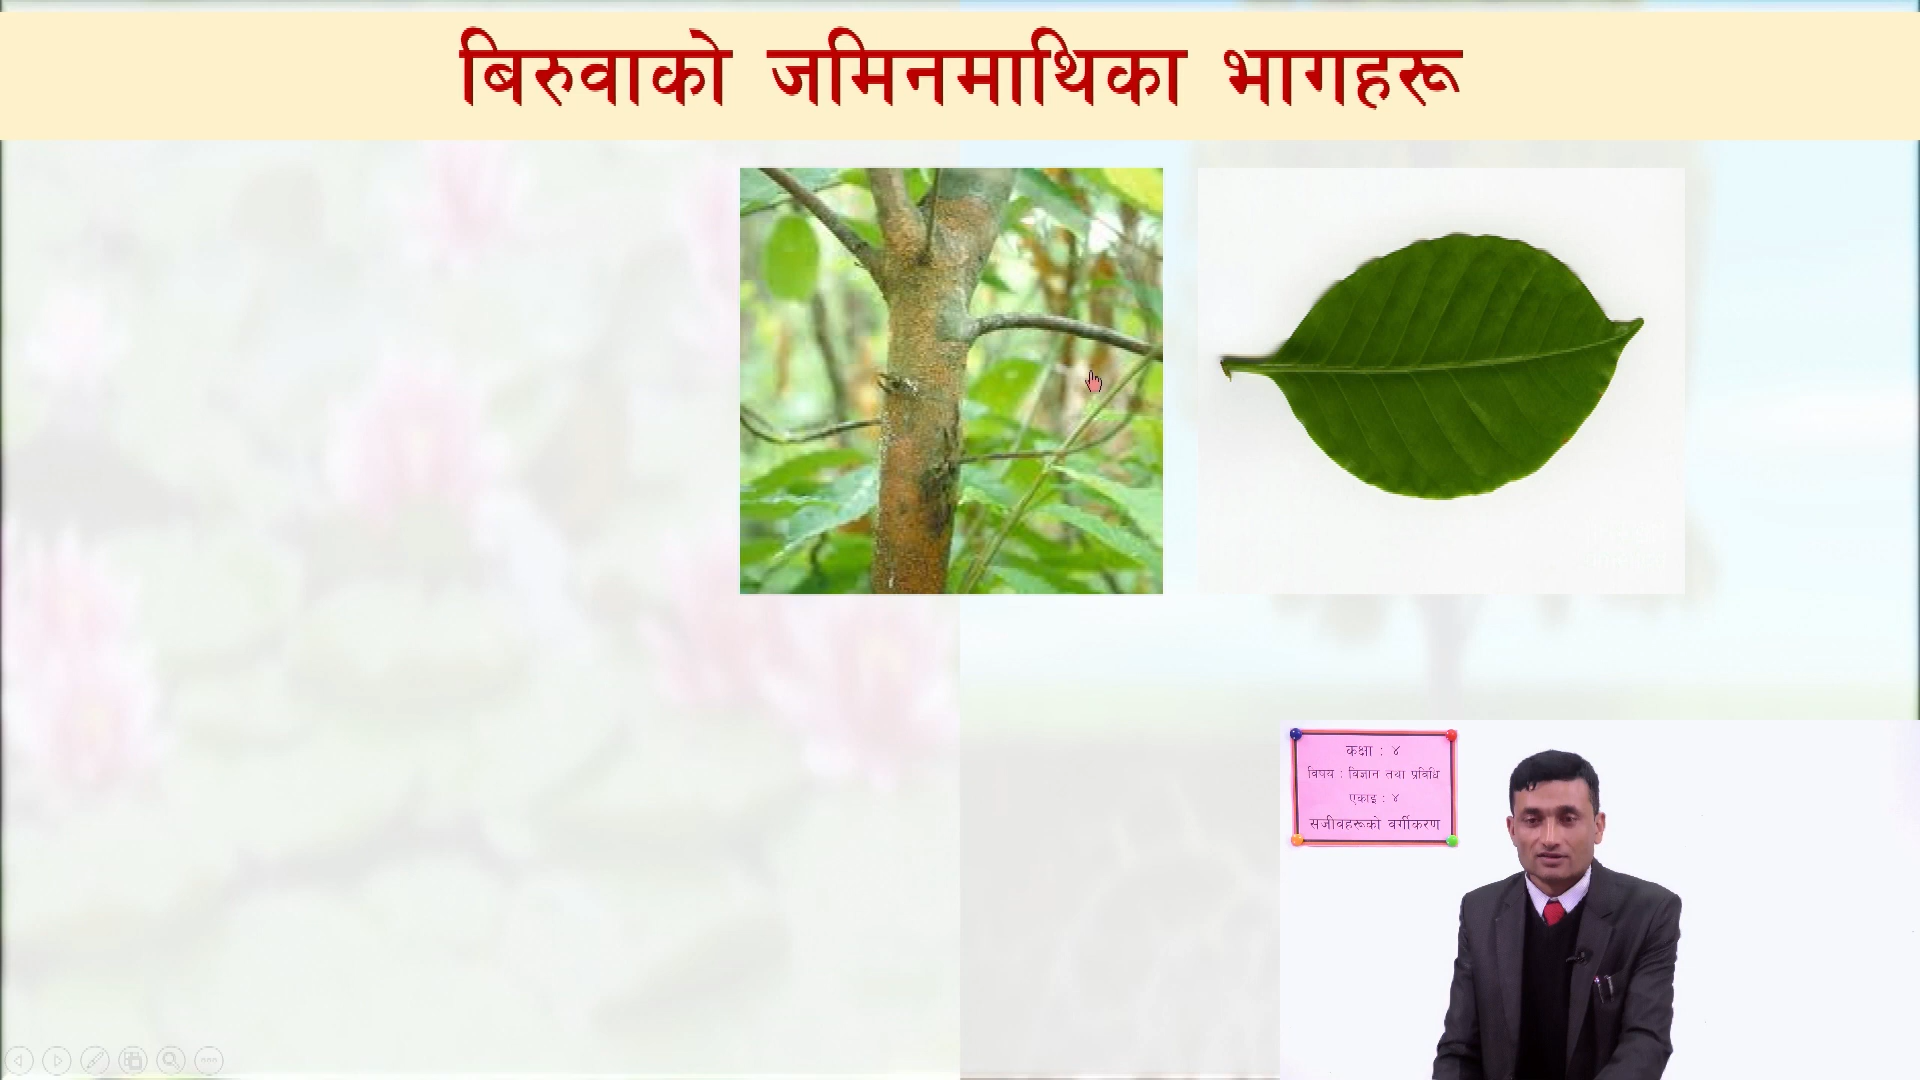 बिरुवाको जमिनमाथिका भागहरू
कक्षा : ४
विषय : विज्ञान तथा प्रविधि
एकाइ : ४
सजीवहरूको वर्गीकरण